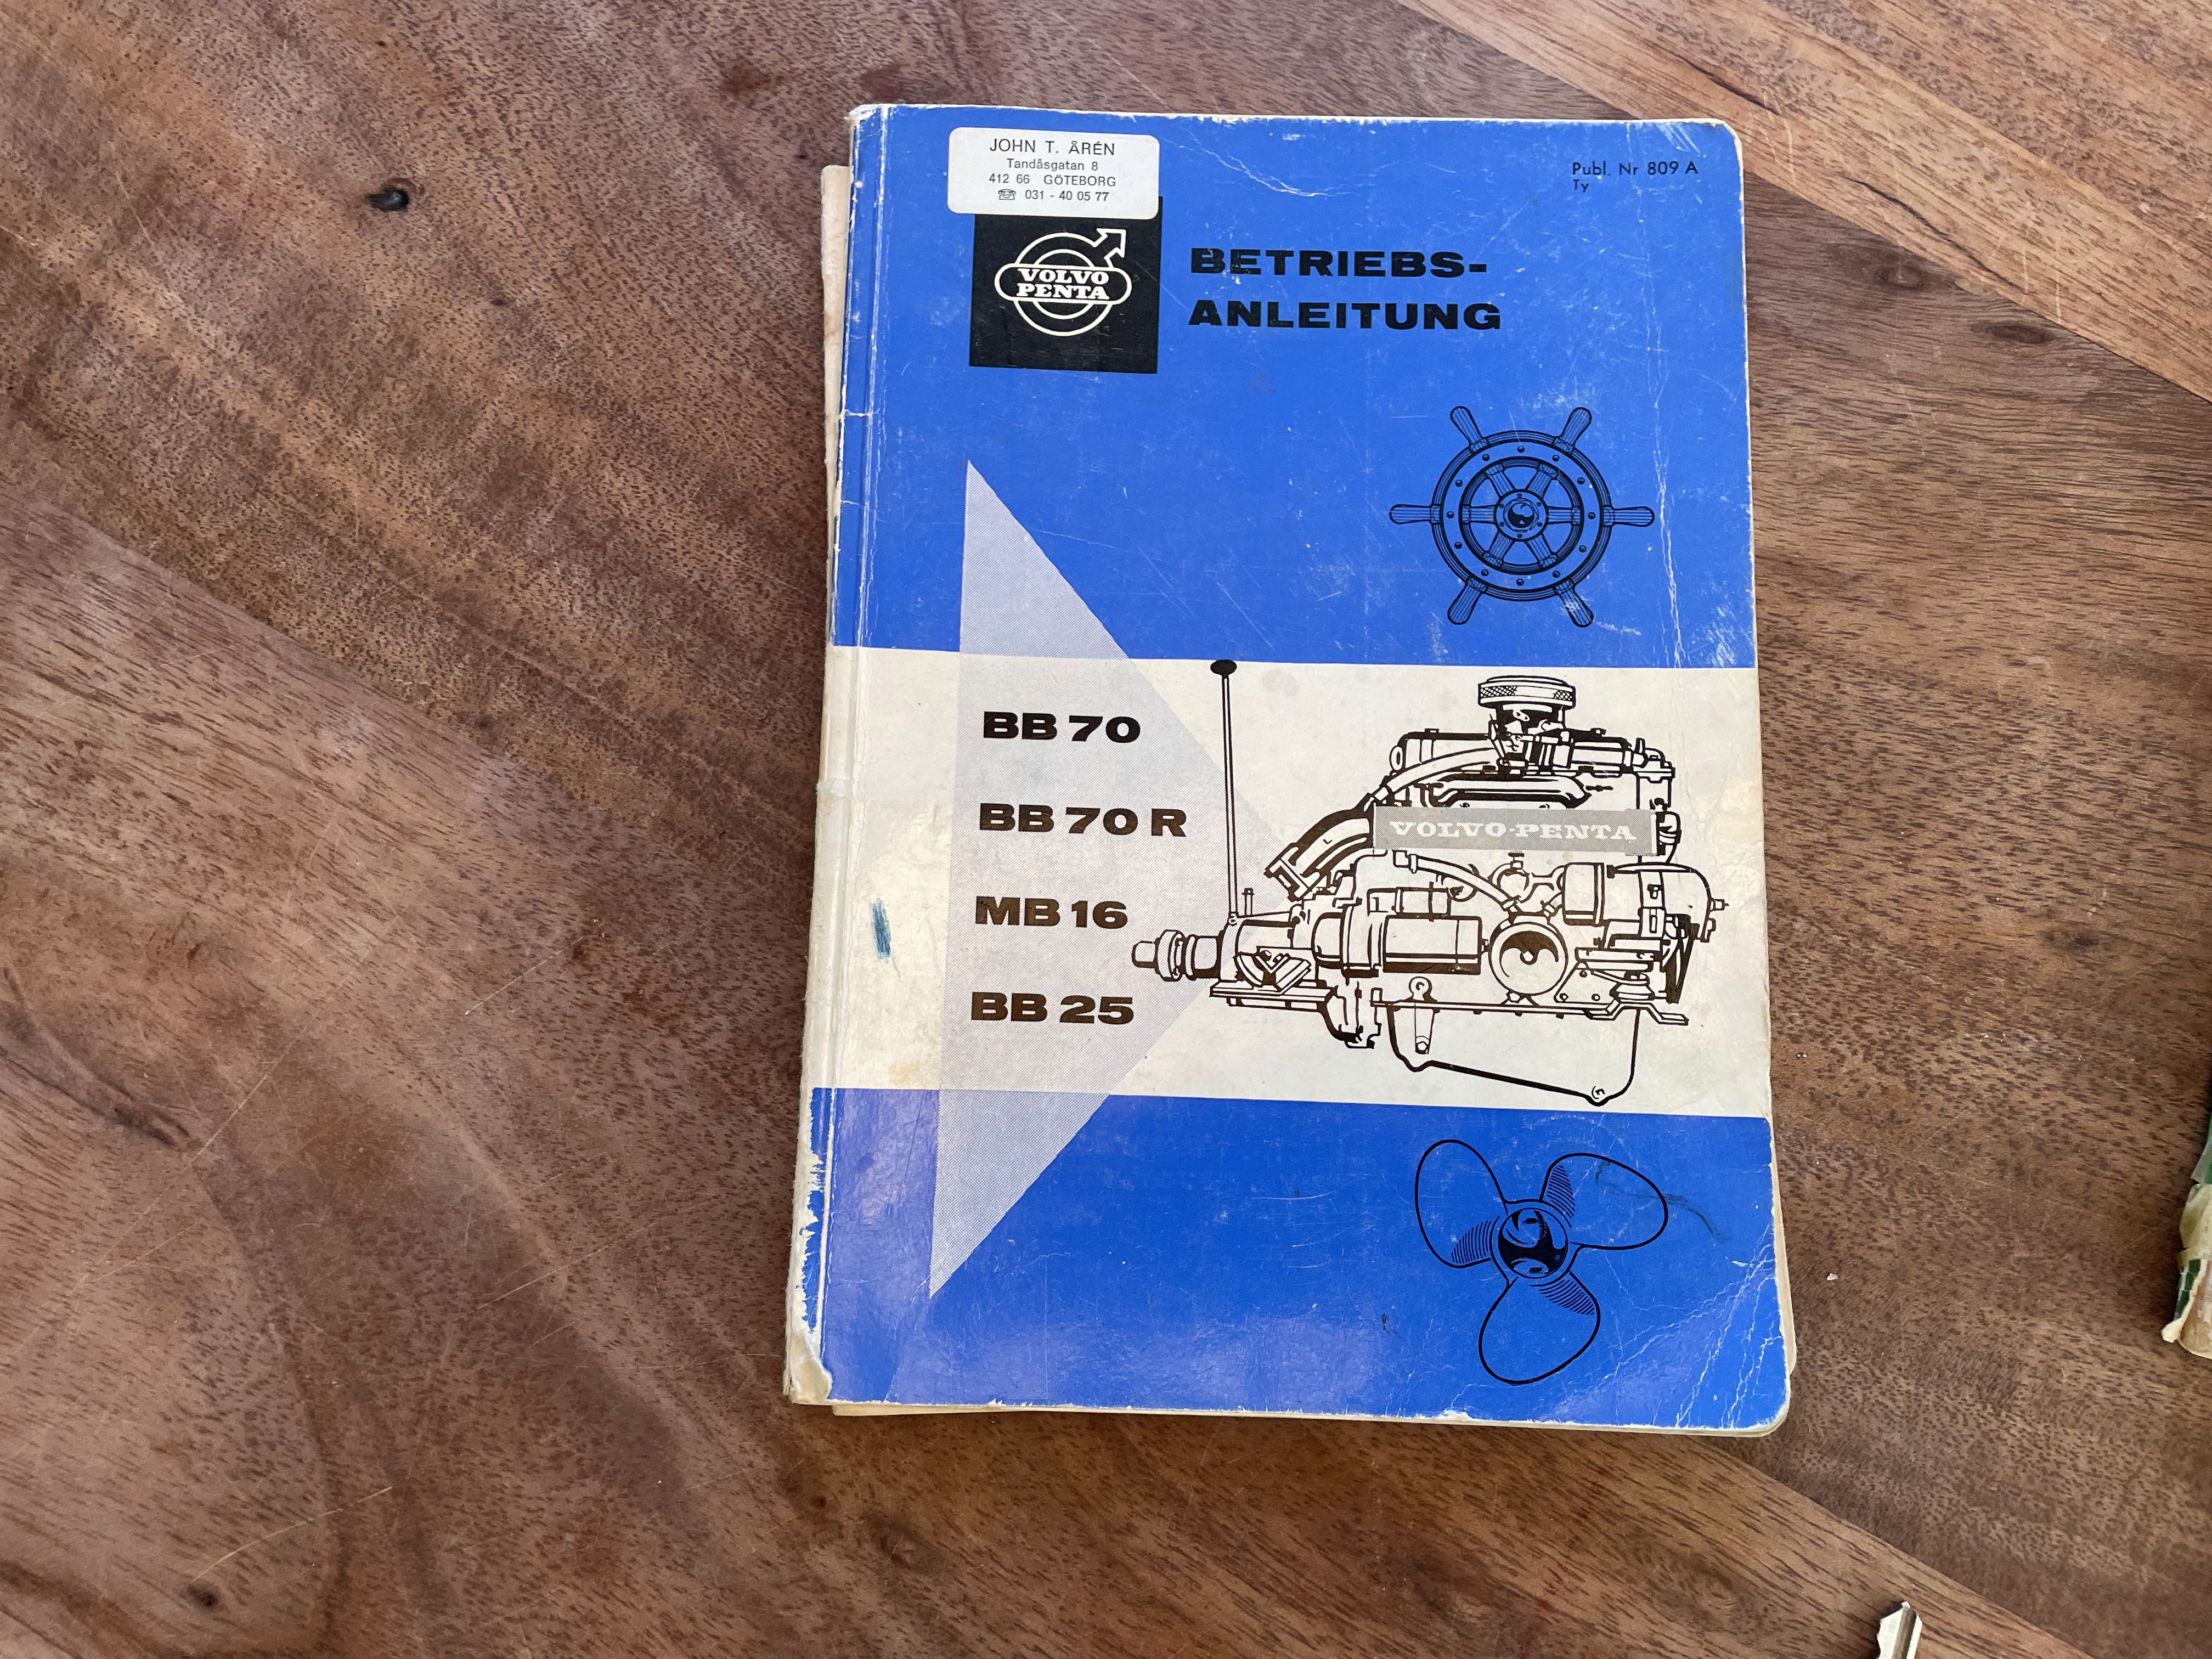 JOHN T. ÅRÉN
Tandåsgatan 8
412 66 GÖTEBORG
☏ 031 - 40 05 77
Publ. Nr 809 A
Ty
VOLVO
PENTA
BETRIEBS-
ANLEITUNG
BB 70
BB 70 R
MB 16
BB 25
VOLVO-PENTA